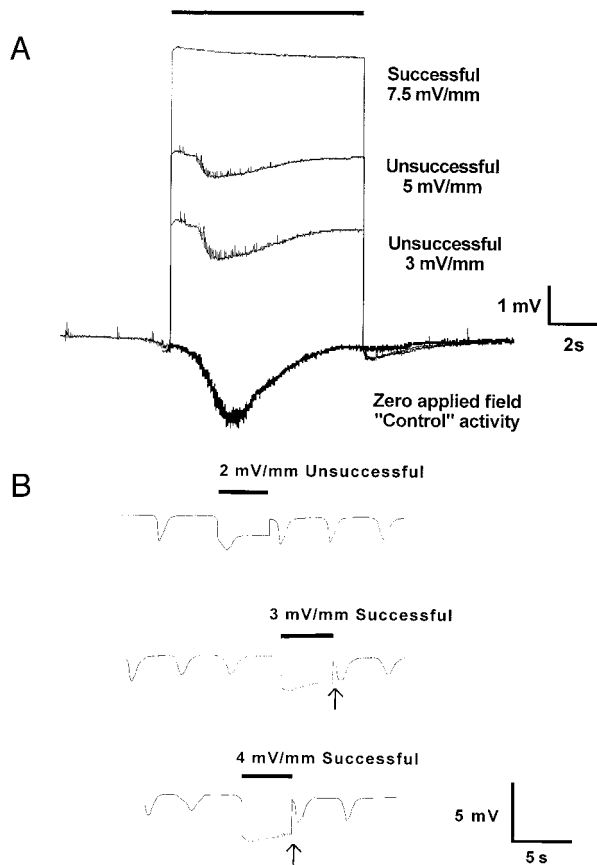 A
Successful
7.5 mV/mm
Unsuccessful
5 mV/mm
Unsuccessful
3 mV/mm
1 mV
2s
Zero applied field
"Control" activity
B
2 mV/mm Unsuccessful
3 mV/mm Successful
4 mV/mm Successful
5 mV
5 s